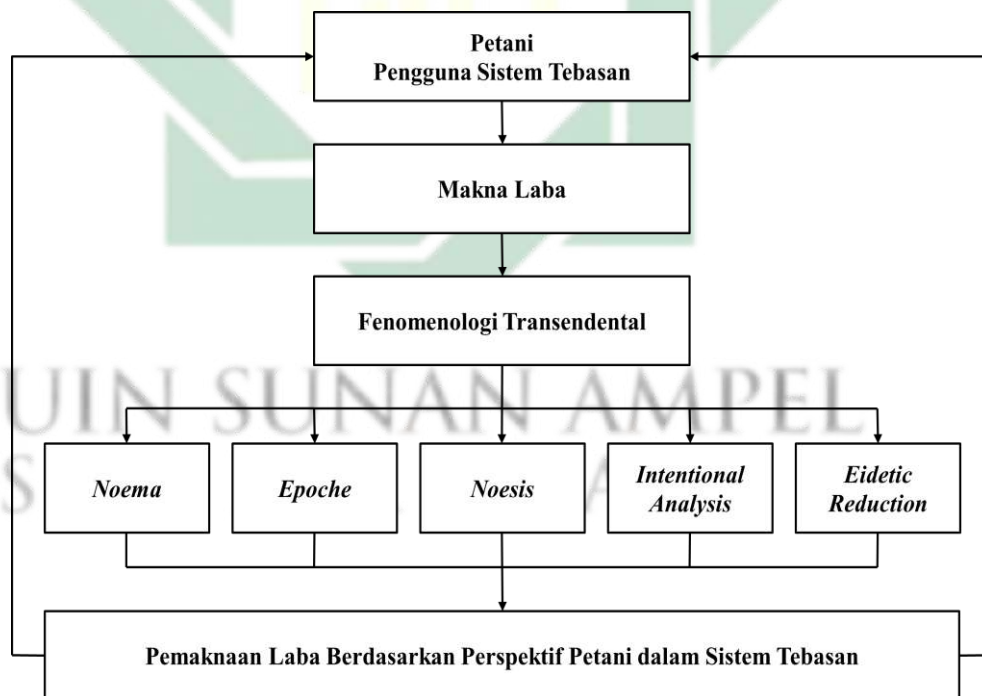 Petani
Pengguna Sistem Tebasan
Makna Laba
Fenomenologi Transendental
UIN SUNAN AMPEL
Noema
Epoche
Noesis
Intentional
Analysis
Eidetic
Reduction
Pemaknaan Laba Berdasarkan Perspektif Petani dalam Sistem Tebasan